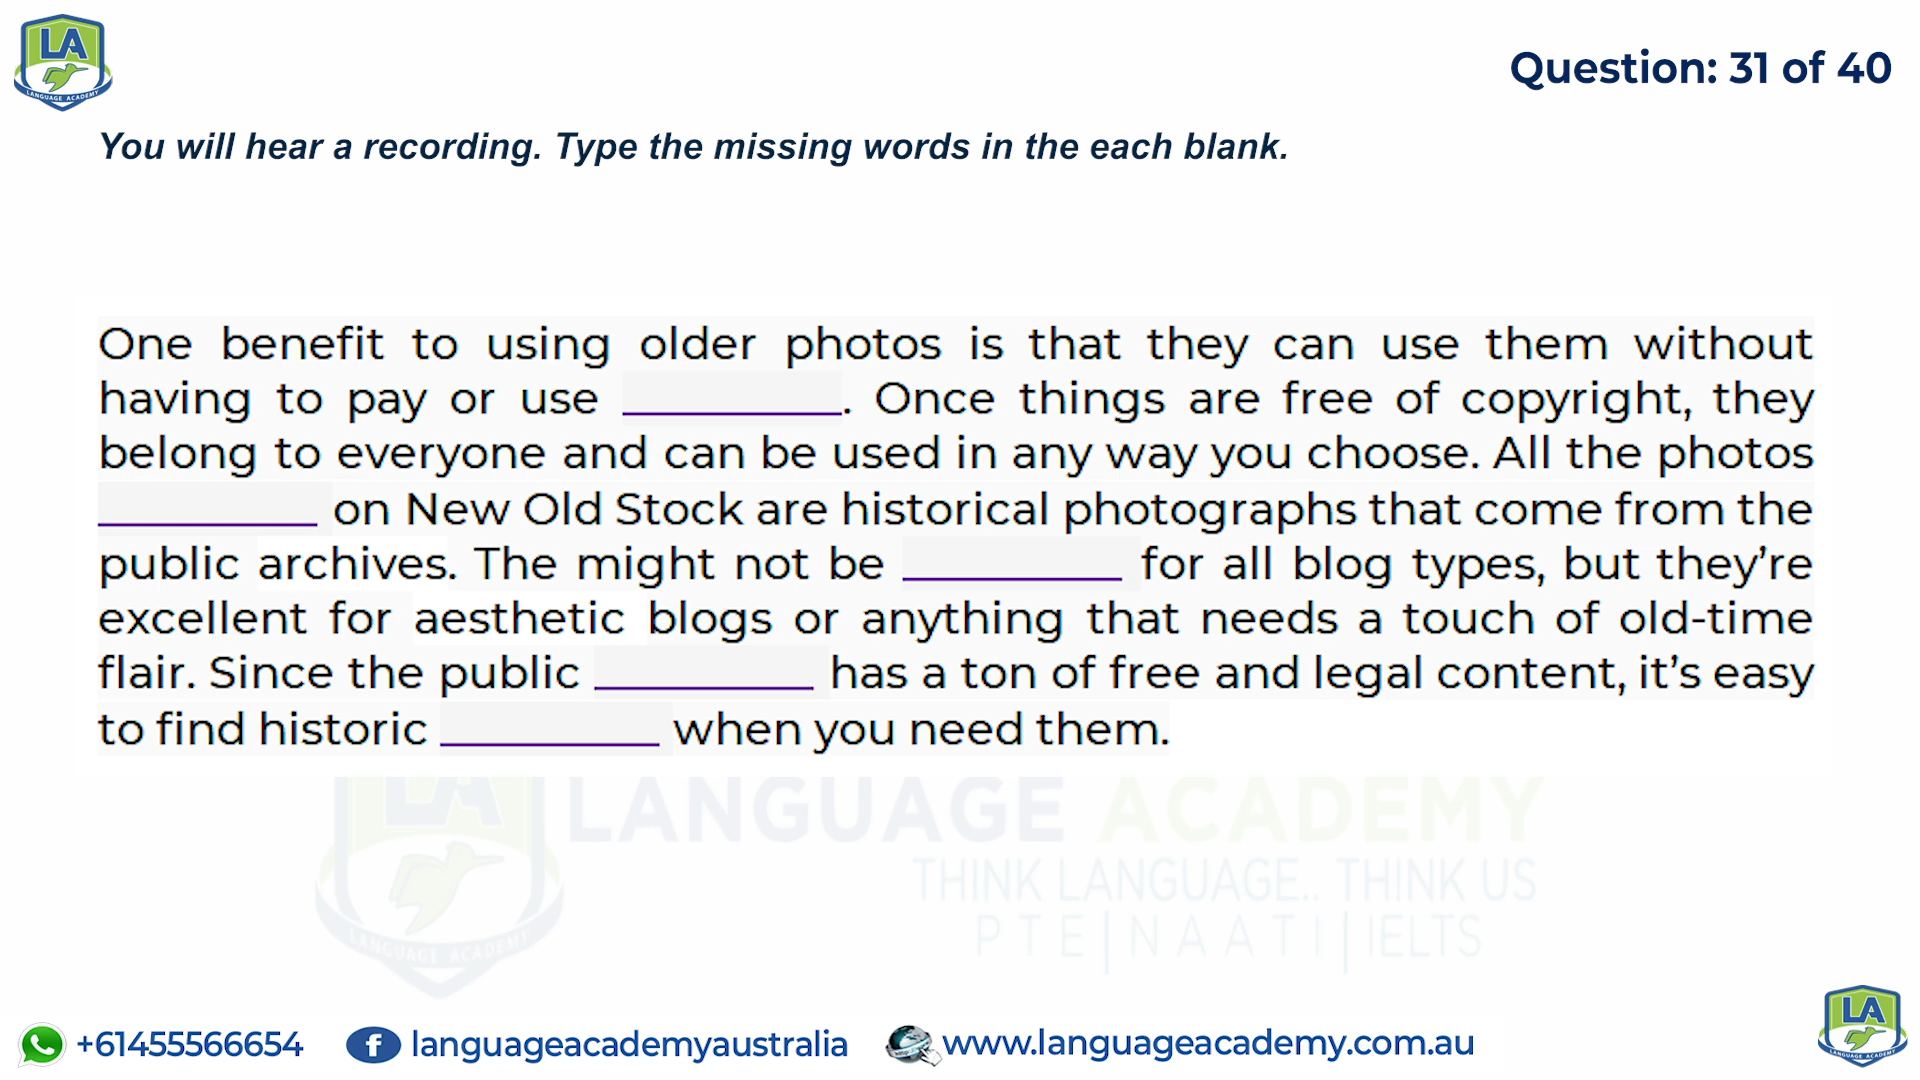 LA
LANGUAGE ACADEMY
Question: 31 of 40
You will hear a recording. Type the missing words in the each blank.
One benefit to using older photos is that they can use them without
having to pay or use __________. Once things are free of copyright, they
belong to everyone and can be used in any way you choose. All the photos
__________ on New Old Stock are historical photographs that come from the
public archives. The might not be __________ for all blog types, but they're
excellent for aesthetic blogs or anything that needs a touch of old-time
flair. Since the public __________ has a ton of free and legal content, it's easy
to find historic __________ when you need them.
LA
LANGUAGE ACADEMY
LANGUAGE ACADEMY
THINK LANGUAGE.. THINK US
PTE|NAATI|IELTS
+61455566654
languageacademyaustralia
www.languageacademy.com.au
LA
LANGUAGE ACADEMY